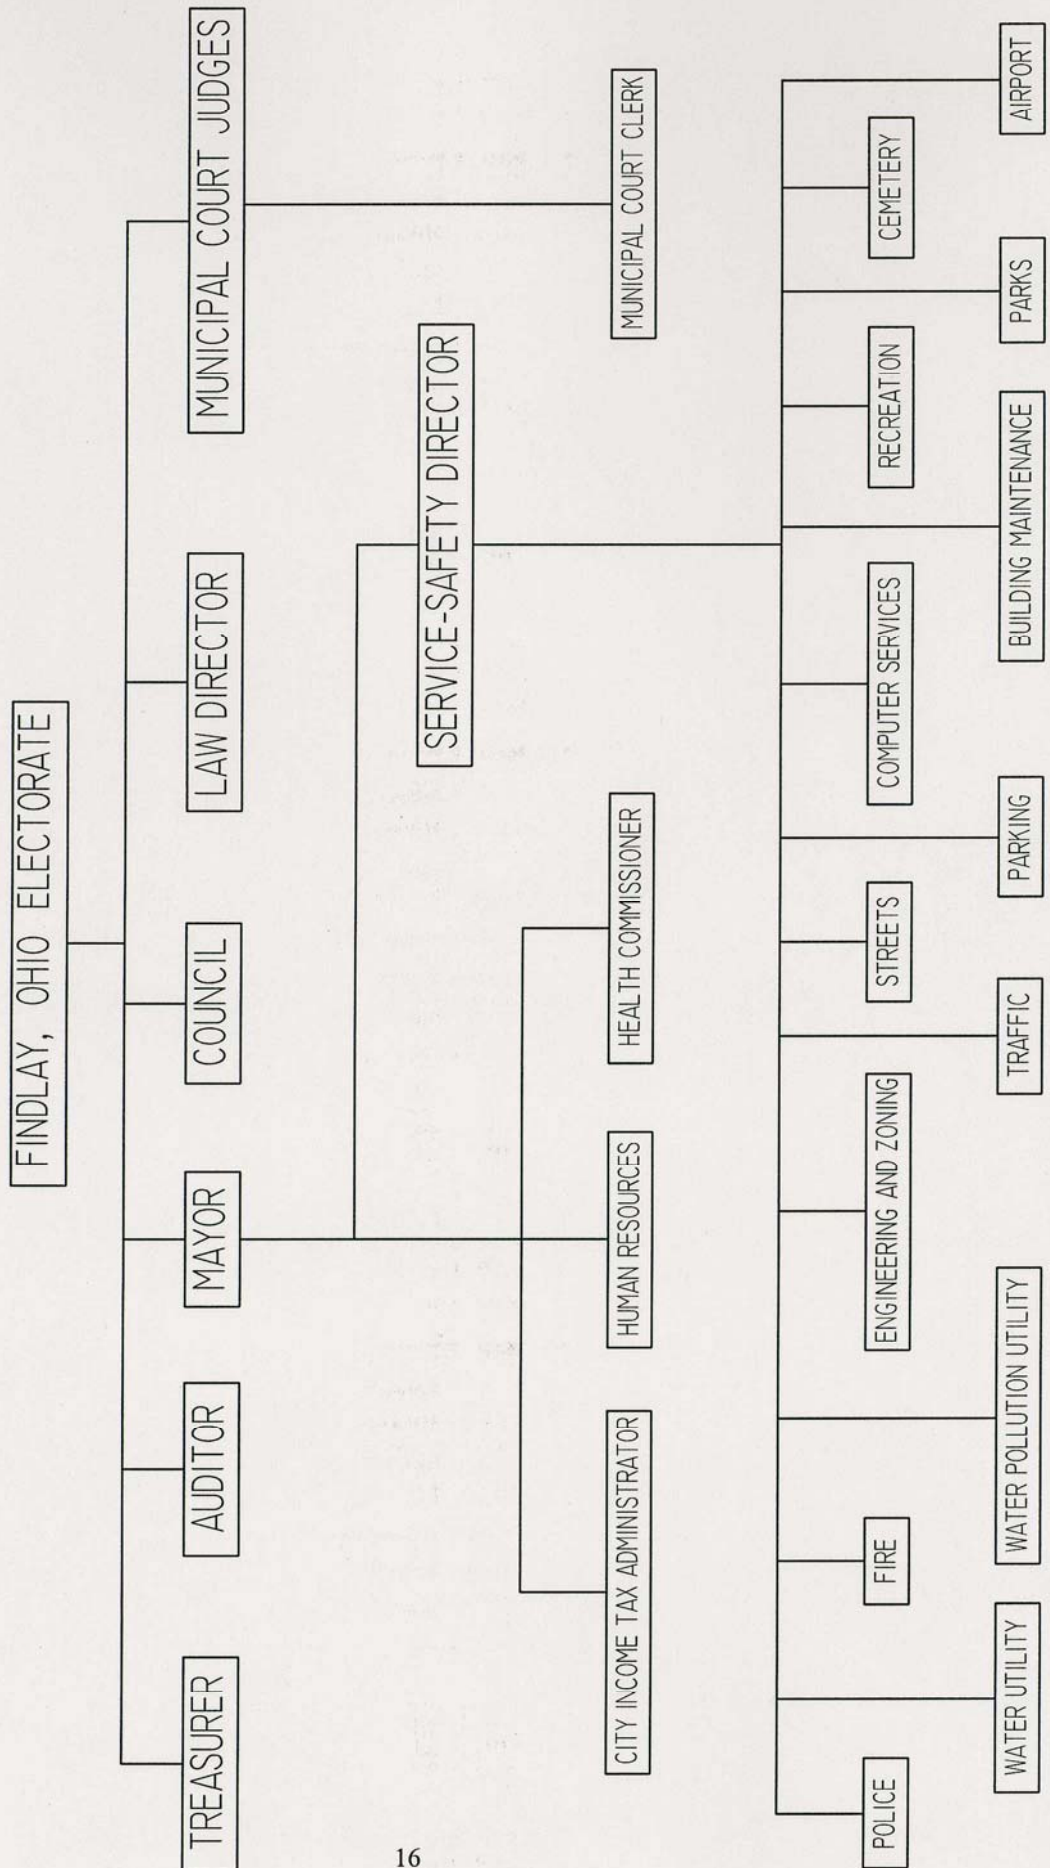 FINDLAY, OHIO ELECTORATE
TREASURER
AUDITOR
MAYOR
COUNCIL
LAW DIRECTOR
MUNICIPAL COURT JUDGES
SERVICE-SAFETY DIRECTOR
CITY INCOME TAX ADMINISTRATOR
HUMAN RESOURCES
HEALTH COMMISSIONER
MUNICIPAL COURT CLERK
POLICE
FIRE
ENGINEERING AND ZONING
STREETS
COMPUTER SERVICES
RECREATION
CEMETERY
WATER UTILITY
WATER POLLUTION UTILITY
TRAFFIC
PARKING
BUILDING MAINTENANCE
PARKS
AIRPORT
16